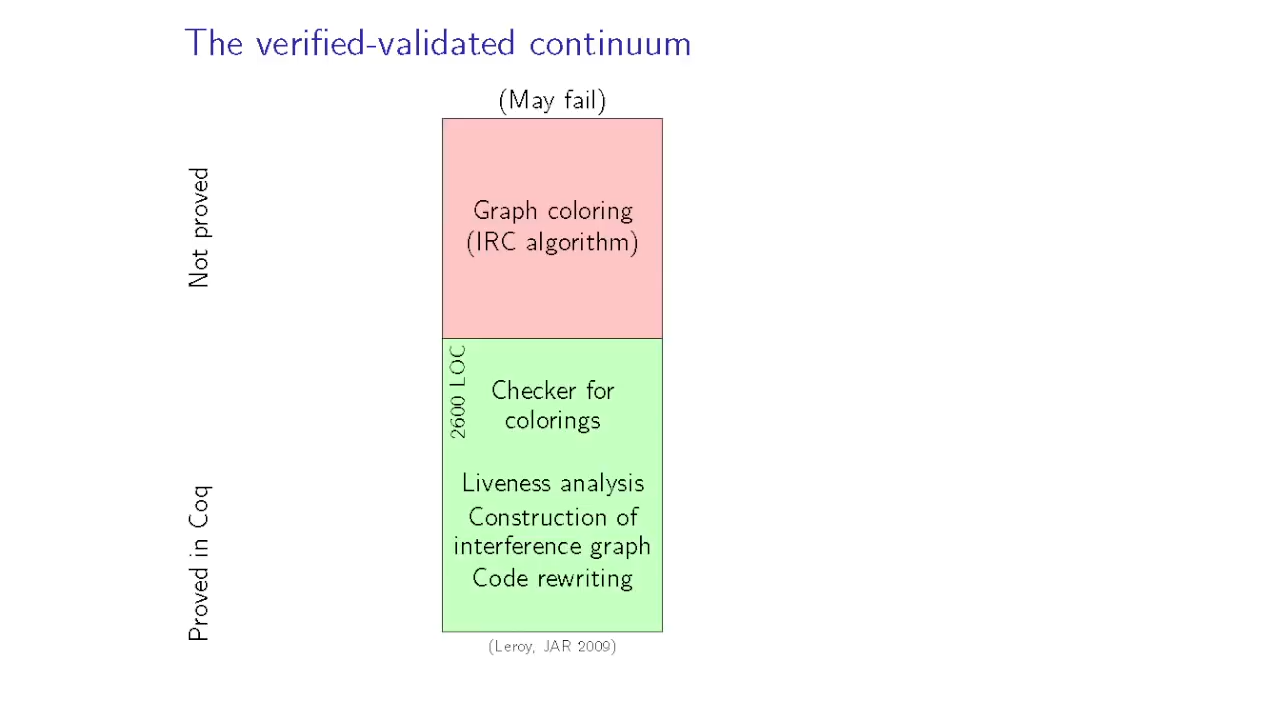 The verified-validated continuum
(May fail)
Not proved
Graph coloring
(IRC algorithm)
2600 LOC
Checker for
colorings
Liveness analysis
Construction of
interference graph
Code rewriting
Proved in Coq
(Leroy, JAR 2009)